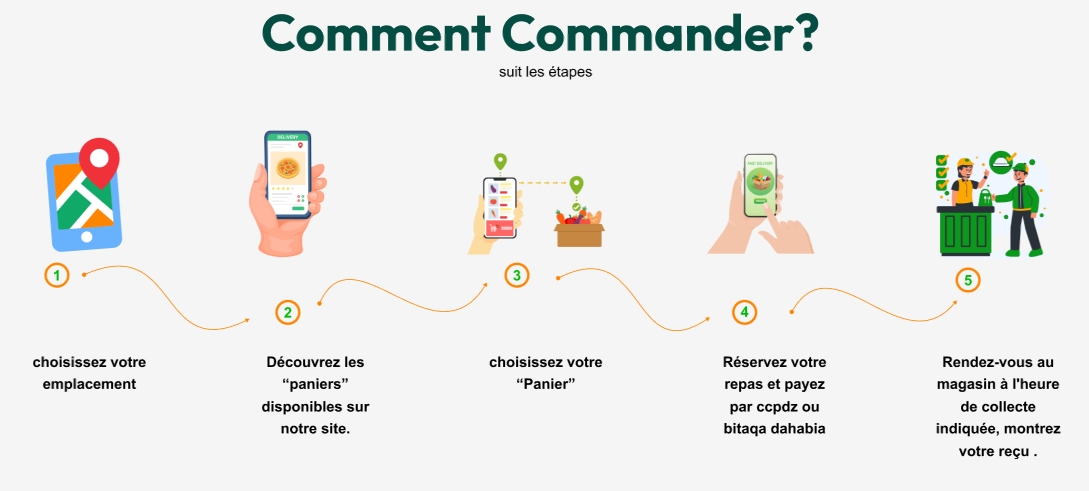 Comment Commander?
suit les étapes
DELIVERY
1
2
3
4
5
choisissez votre
emplacement
Découvrez les
“paniers”
disponibles sur
notre site.
choisissez votre
“Panier”
Réservez votre
repas et payez
par ccpdz ou
bitaqa dahabia
Rendez-vous au
magasin à l'heure
de collecte
indiquée, montrez
votre reçu .